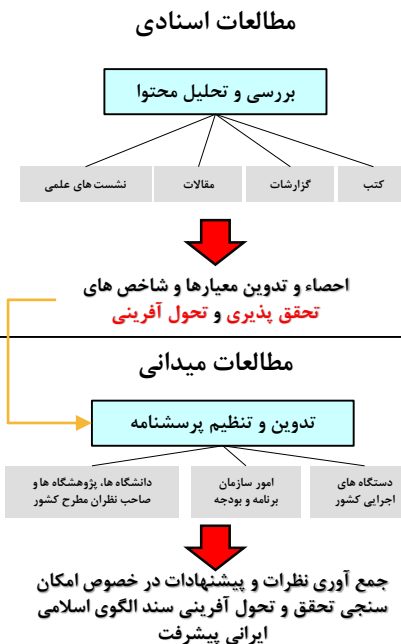 مطالعات اسنادی
بررسی و تحلیل محتوا
کتب
گزارشات
مقالات
نشست های علمی
احصاء و تدوین معیارها و شاخص های
تحقق پذیری و تحول آفرینی
مطالعات میدانی
تدوین و تنظیم پرسشنامه
دستگاه های
اجرایی کشور
امور سازمان
برنامه و بودجه
دانشگاه ها، پژوهشگاه ها و
صاحب نظران مطرح کشور
جمع آوری نظرات و پیشنهادات در خصوص امکان
سنجی تحقق و تحول آفرینی سند الگوی اسلامی
ایرانی پیشرفت